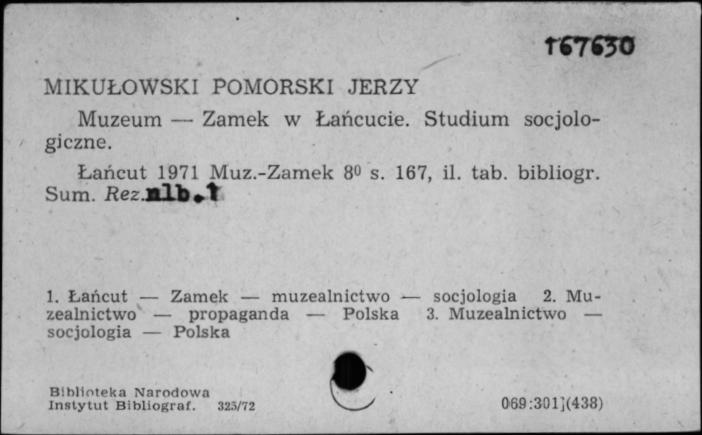 167630
MIKUŁOWSKI POMORSKI JERZY
Muzeum — Zamek w Łańcucie. Studium socjolo-
giczne.
Łańcut 1971 Muz.-Zamek 8⁰ s. 167, il. tab. bibliogr.
Sum. Rez. nlb. 1
1. Łańcut — Zamek — muzealnictwo — socjologia 2. Mu-
zealnictwo — propaganda — Polska 3. Muzealnictwo —
socjologia — Polska
Biblioteka Narodowa
Instytut Bibliograf. 325/72
069:301](438)